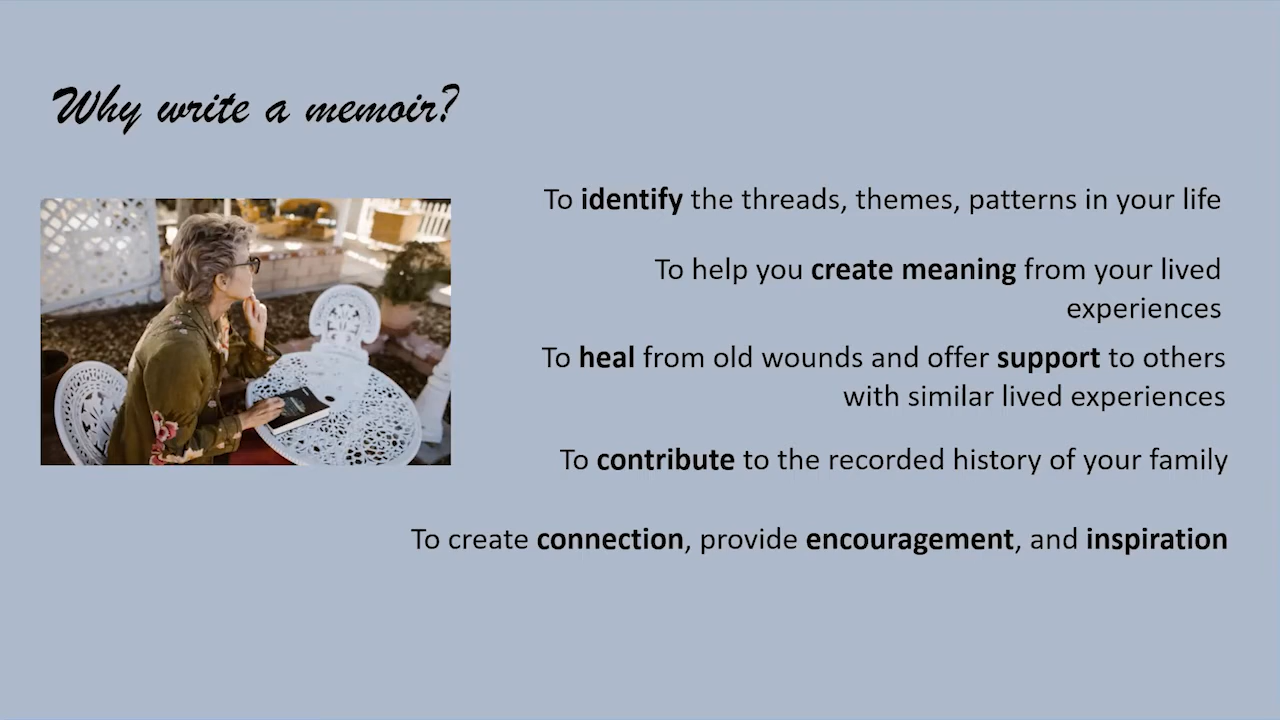 Why write a memoir?
To identify the threads, themes, patterns in your life
To help you create meaning from your lived
experiences
To heal from old wounds and offer support to others
with similar lived experiences
To contribute to the recorded history of your family
To create connection, provide encouragement, and inspiration